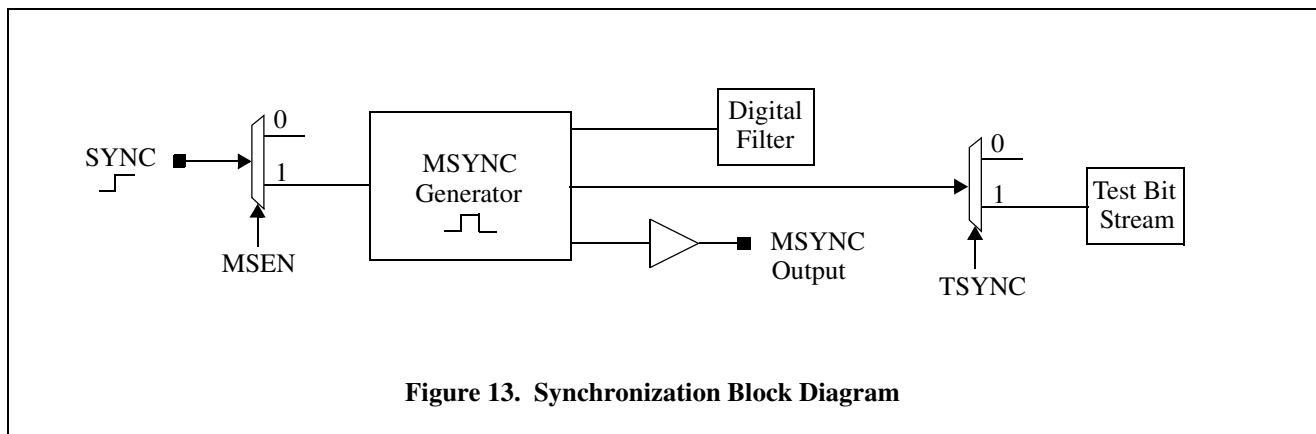 SYNC
0
1
MSEN
MSYNC
Generator
Digital
Filter
MSYNC
Output
0
1
TSYNC
Test Bit
Stream
Figure 13. Synchronization Block Diagram